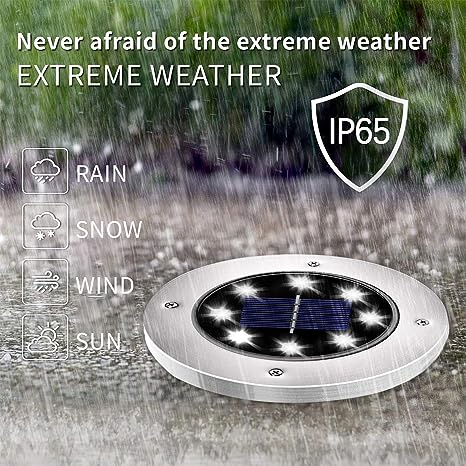 Never afraid of the extreme weather
EXTREME WEATHER
IP65
RAIN
SNOW
WIND
SUN